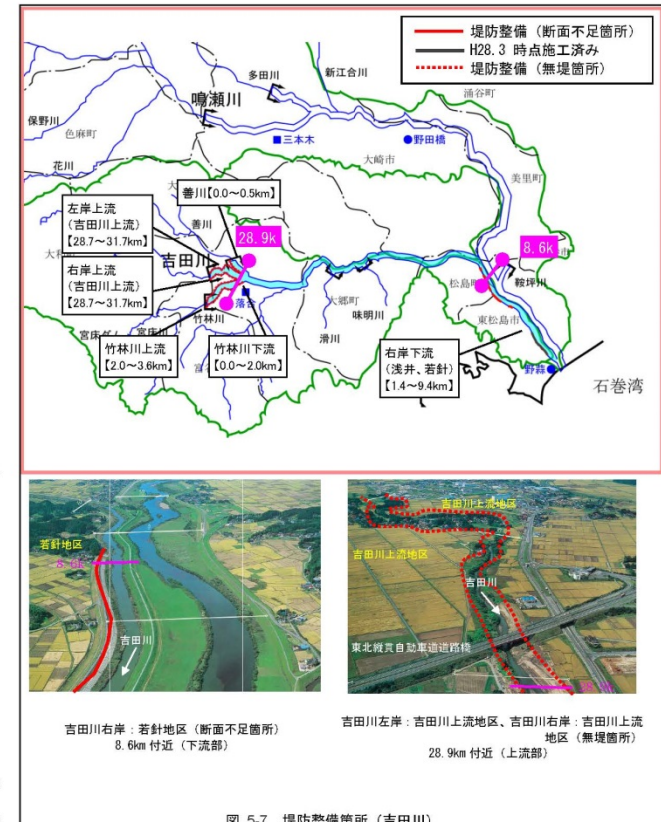 堤防整備（断面不足箇所）
H28.3 時点施工済み
堤防整備（無堤箇所）
多田川
新江合川
涌谷町
鳴瀬川
保野川
色麻町
三本木
野田橋
花川
大崎市
美里町
善川【0.0～0.5km】
左岸上流
（吉田川上流）
【28.7～31.7km】
善川
28.9k
8.6k
吉田川
右岸上流
（吉田川上流）
【28.7～31.7km】
松島町
鞍坪川
落合
大郷町
竹林川
味明川
東松島市
滑川
竹林川上流
【2.0～3.6km】
竹林川下流
【0.0～2.0km】
右岸下流
（浅井、若針）
【1.4～9.4km】
野蒜
石巻湾
若針地区
吉田川
吉田川上流地区
吉田川上流地区
吉田川
東北縦貫自動車道道路橋
吉田川右岸：若針地区（断面不足箇所）
8.6km 付近（下流部）
吉田川左岸：吉田川上流地区、吉田川右岸：吉田川上流
地区（無堤箇所）
28.9km 付近（上流部）
図 5-7 堤防整備箇所（吉田川）